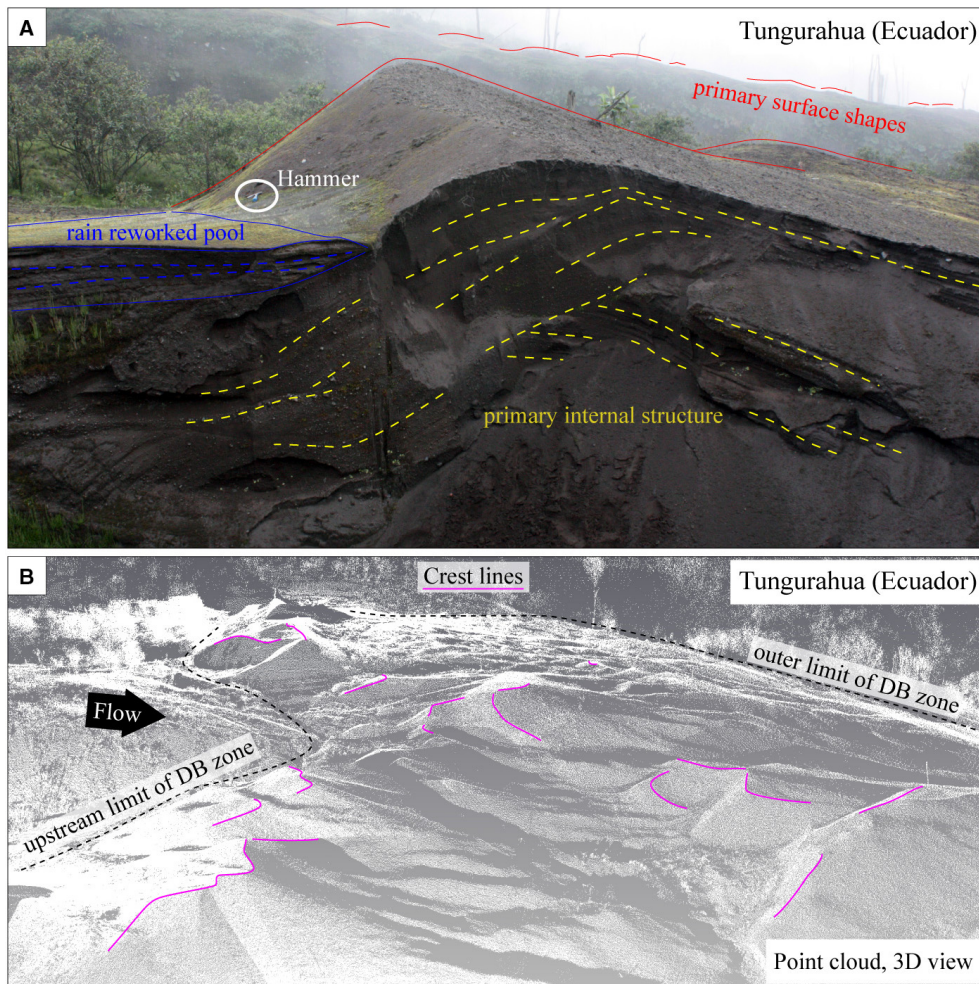 A
Tungurahua (Ecuador)
primary surface shapes
Hammer
rain reworked pool
primary internal structure
B
Crest lines
Tungurahua (Ecuador)
outer limit of DB zone
Flow
upstream limit of DB zone
Point cloud, 3D view